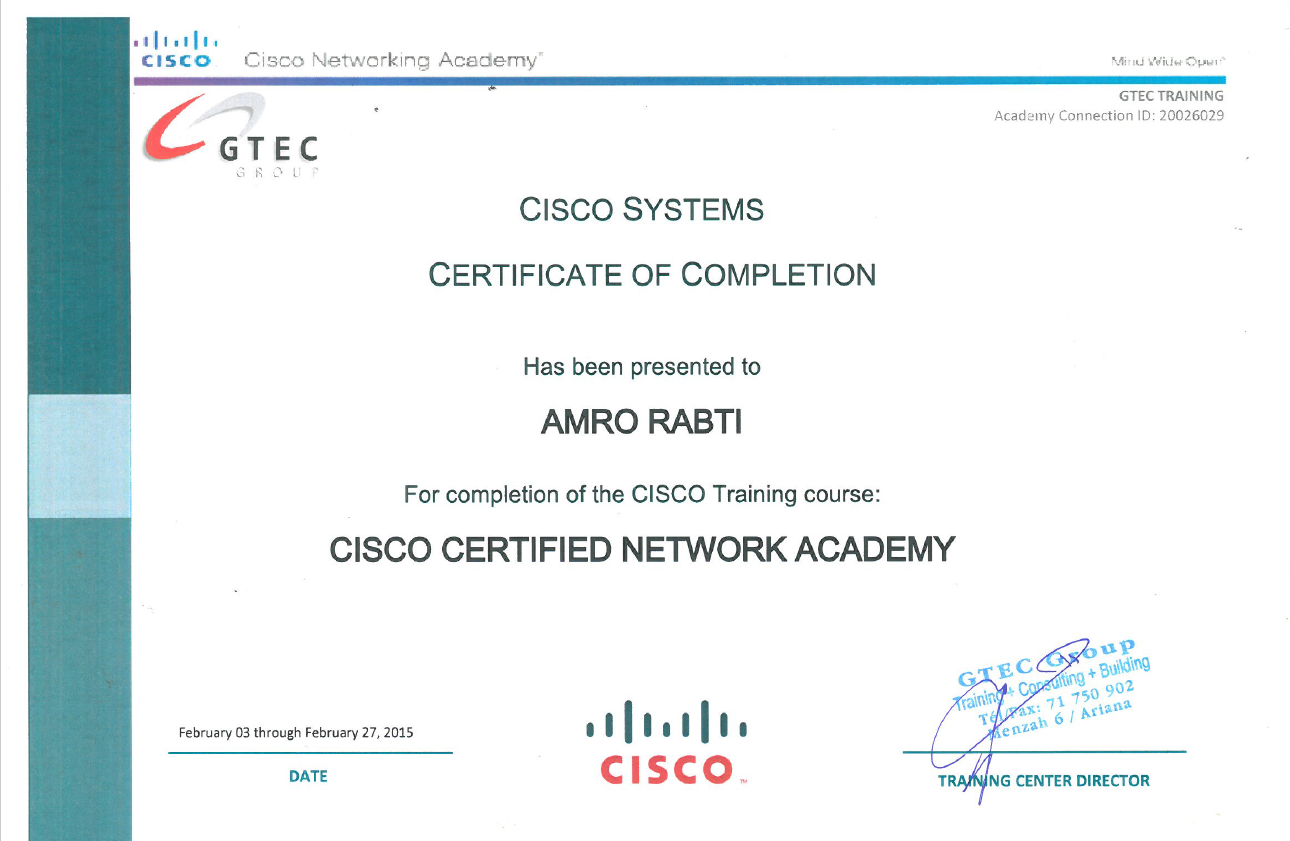 CISCO
Cisco Networking Academy®
Mind Wide Open®
GTEC TRAINING
Academy Connection ID: 20026029
GTEC
GROUP
CISCO SYSTEMS
CERTIFICATE OF COMPLETION
Has been presented to
AMRO RABTI
For completion of the CISCO Training course:
CISCO CERTIFIED NETWORK ACADEMY
GTEC Group
Training + Consulting + Building
Tél/Fax: 71 750 902
Menzah 6 / Ariana
February 03 through February 27, 2015
DATE
CISCO™
TRAINING CENTER DIRECTOR